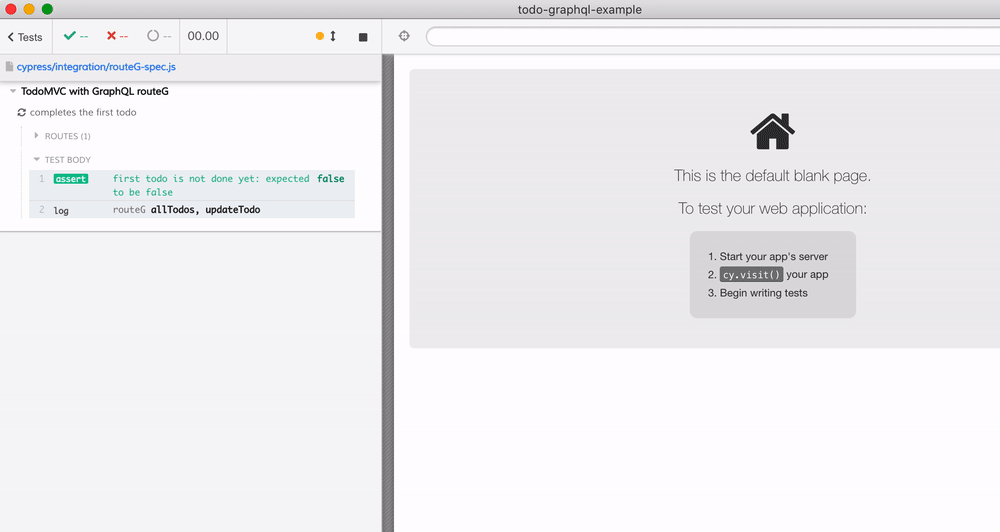 todo-graphql-example
Tests -- -- -- 00.00
cypress/integration/routeG-spec.js
TodoMVC with GraphQL routeG
completes the first todo
ROUTES (1)
TEST BODY
1 assert first todo is not done yet: expected false
to be false
2 log routeG allTodos, updateTodo
This is the default blank page.
To test your web application:
1. Start your app's server
2. cy.visit() your app
3. Begin writing tests